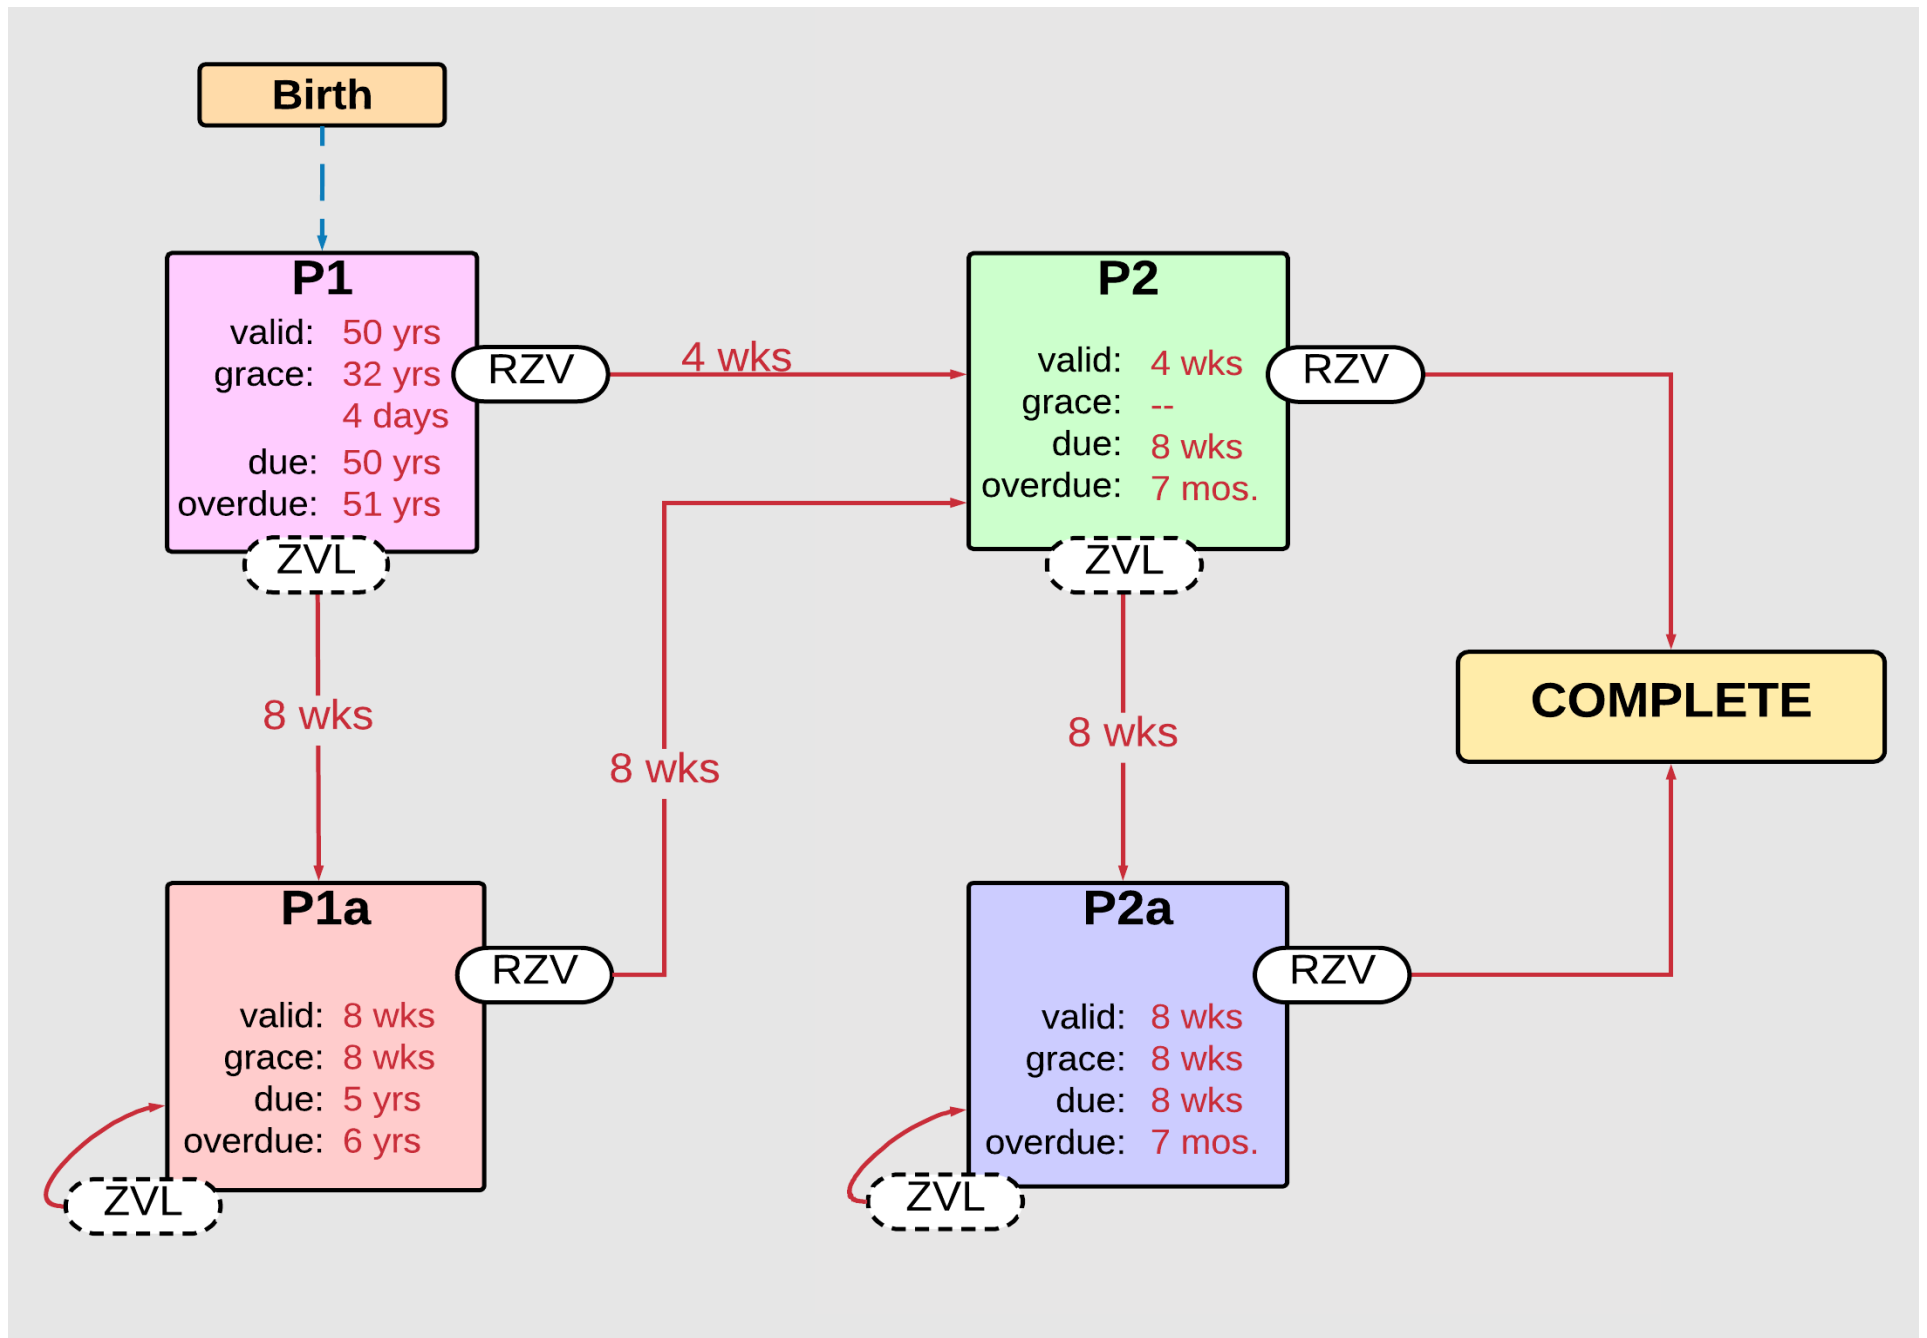 Birth
P1
valid: 50 yrs
grace: 32 yrs
4 days
due: 50 yrs
overdue: 51 yrs
RZV
ZVL
4 wks
P2
valid: 4 wks
grace: --
due: 8 wks
overdue: 7 mos.
RZV
ZVL
8 wks
8 wks
8 wks
COMPLETE
P1a
RZV
valid: 8 wks
grace: 8 wks
due: 5 yrs
overdue: 6 yrs
ZVL
P2a
RZV
valid: 8 wks
grace: 8 wks
due: 8 wks
overdue: 7 mos.
ZVL